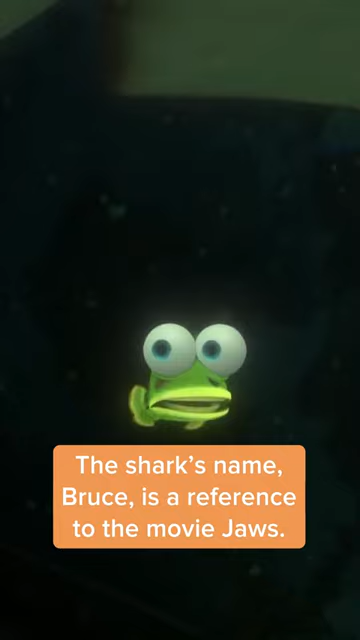 The shark’s name,
Bruce, is a reference
to the movie Jaws.